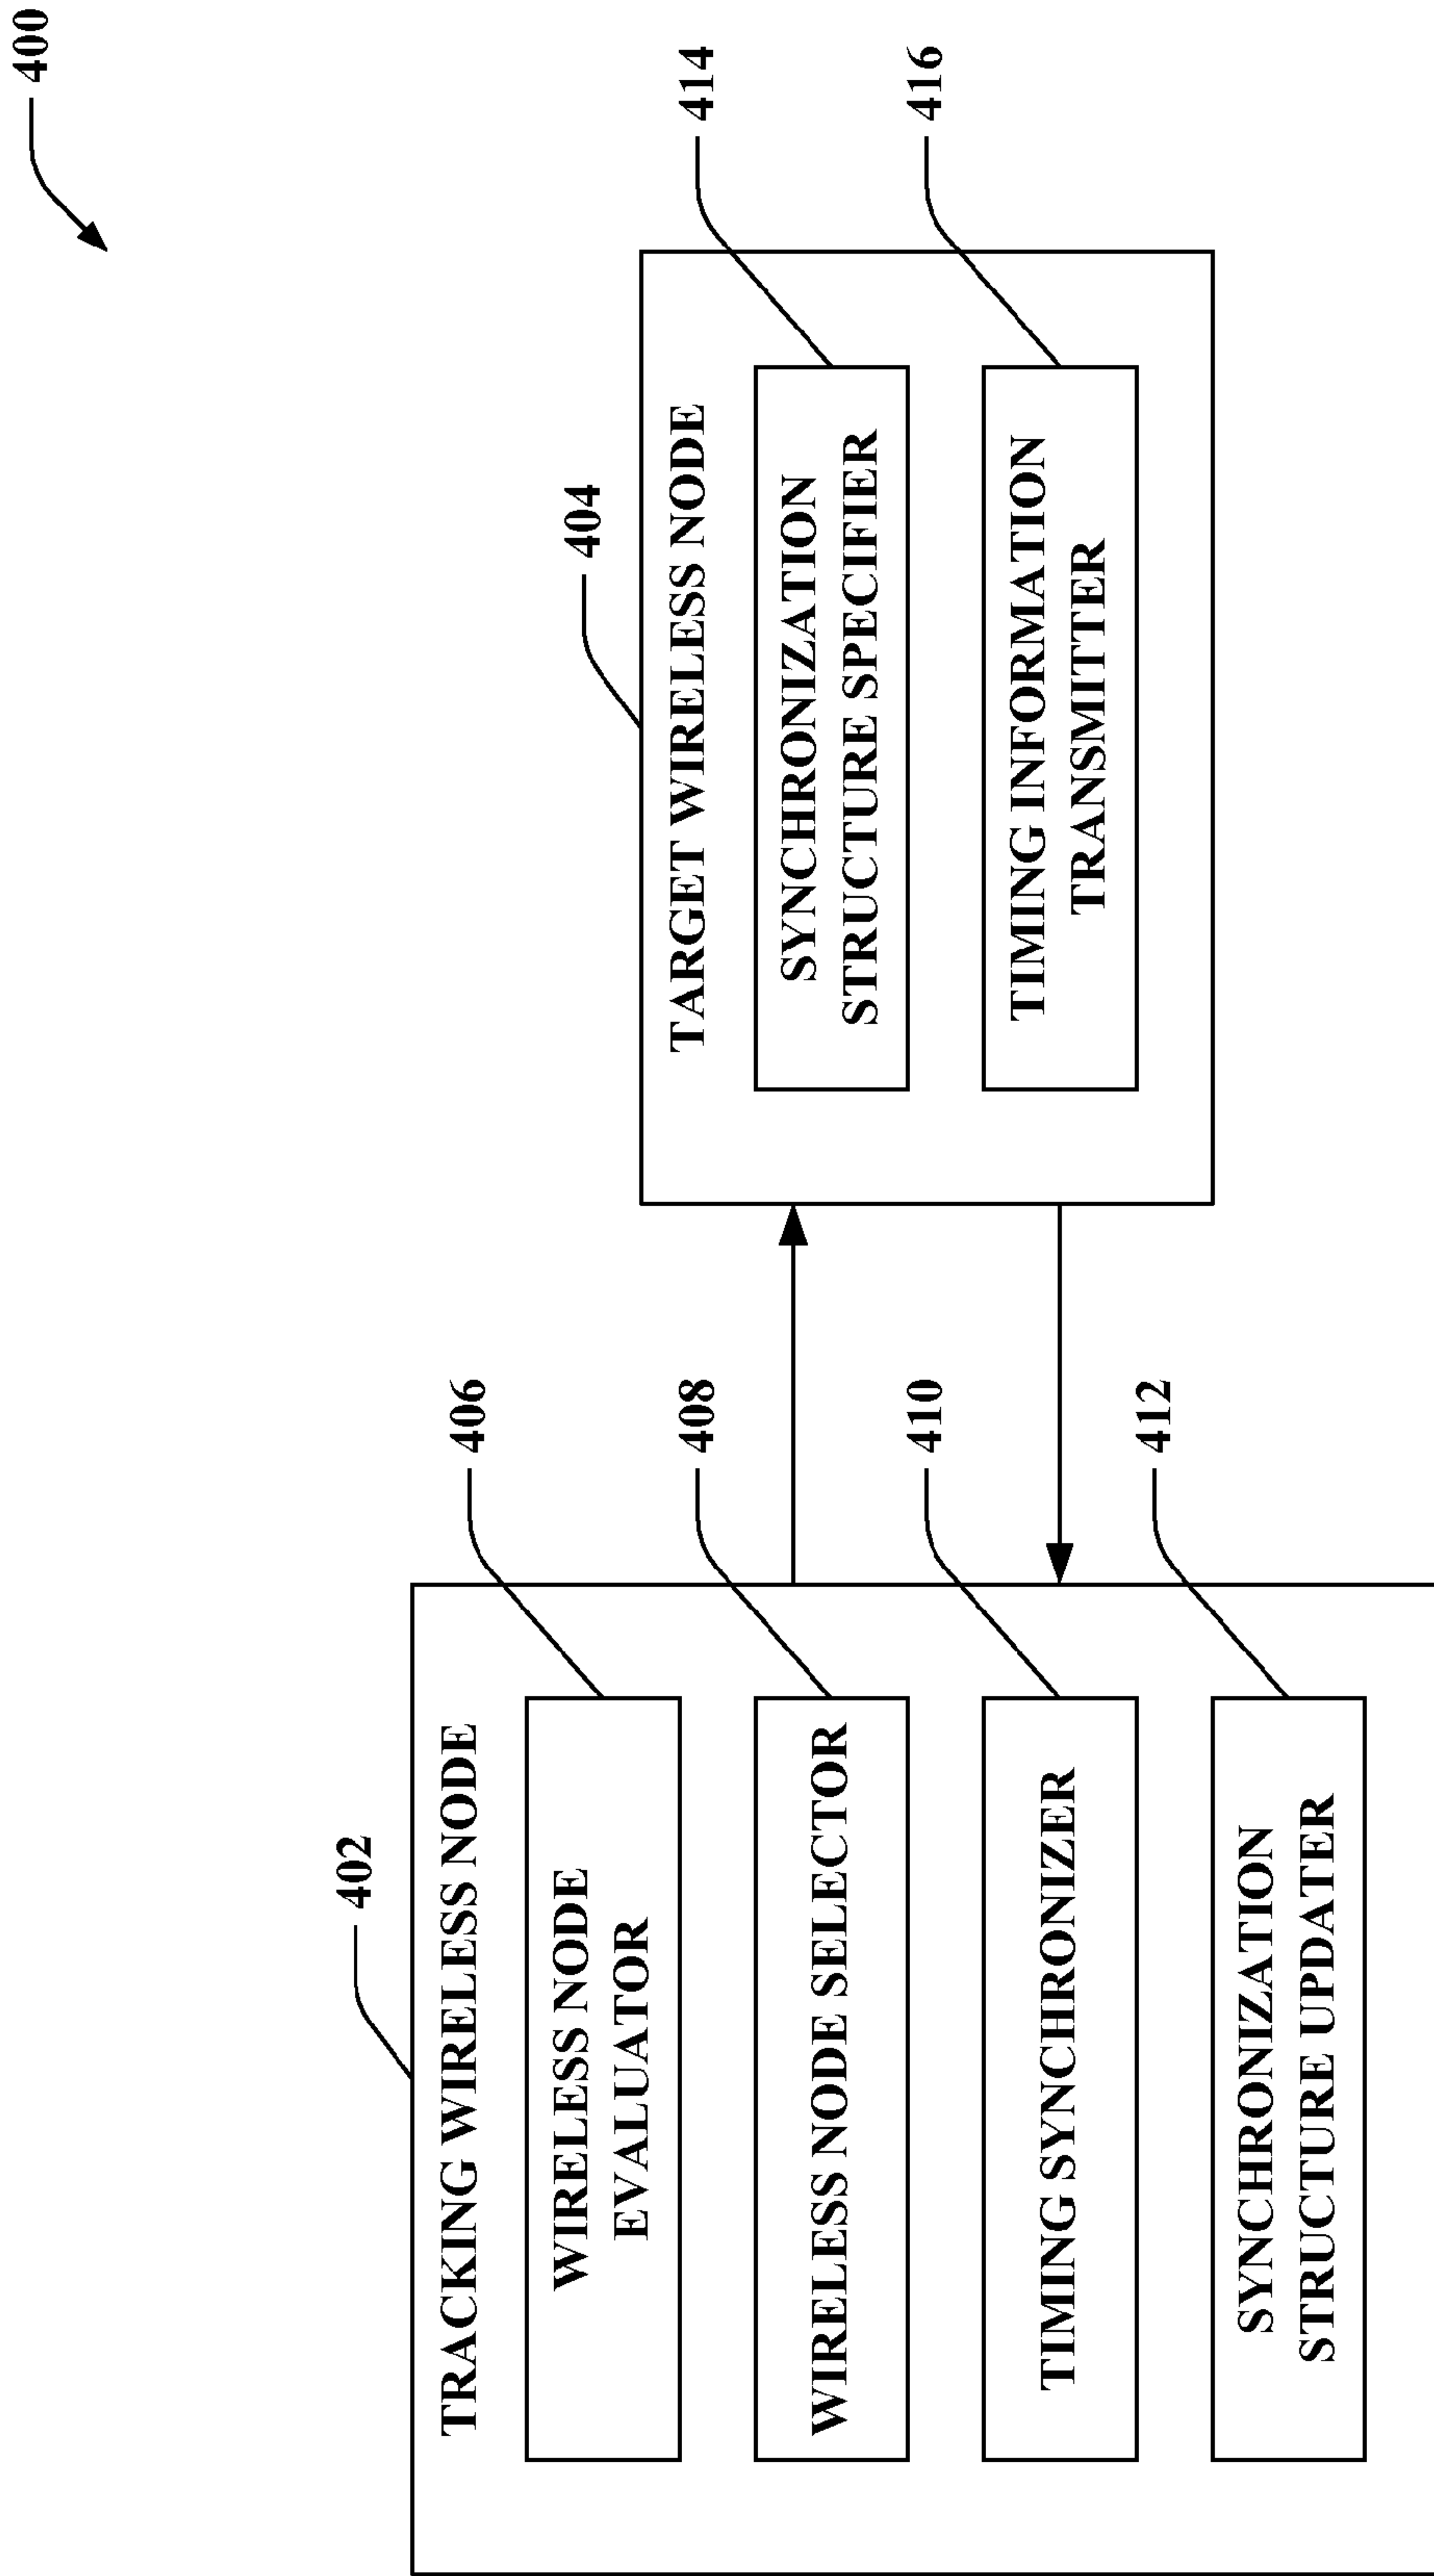 400
402
TRACKING WIRELESS NODE
406
WIRELESS NODE
EVALUATOR
408
WIRELESS NODE SELECTOR
410
TIMING SYNCHRONIZER
412
SYNCHRONIZATION
STRUCTURE UPDATER
404
TARGET WIRELESS NODE
414
SYNCHRONIZATION
STRUCTURE SPECIFIER
416
TIMING INFORMATION
TRANSMITTER